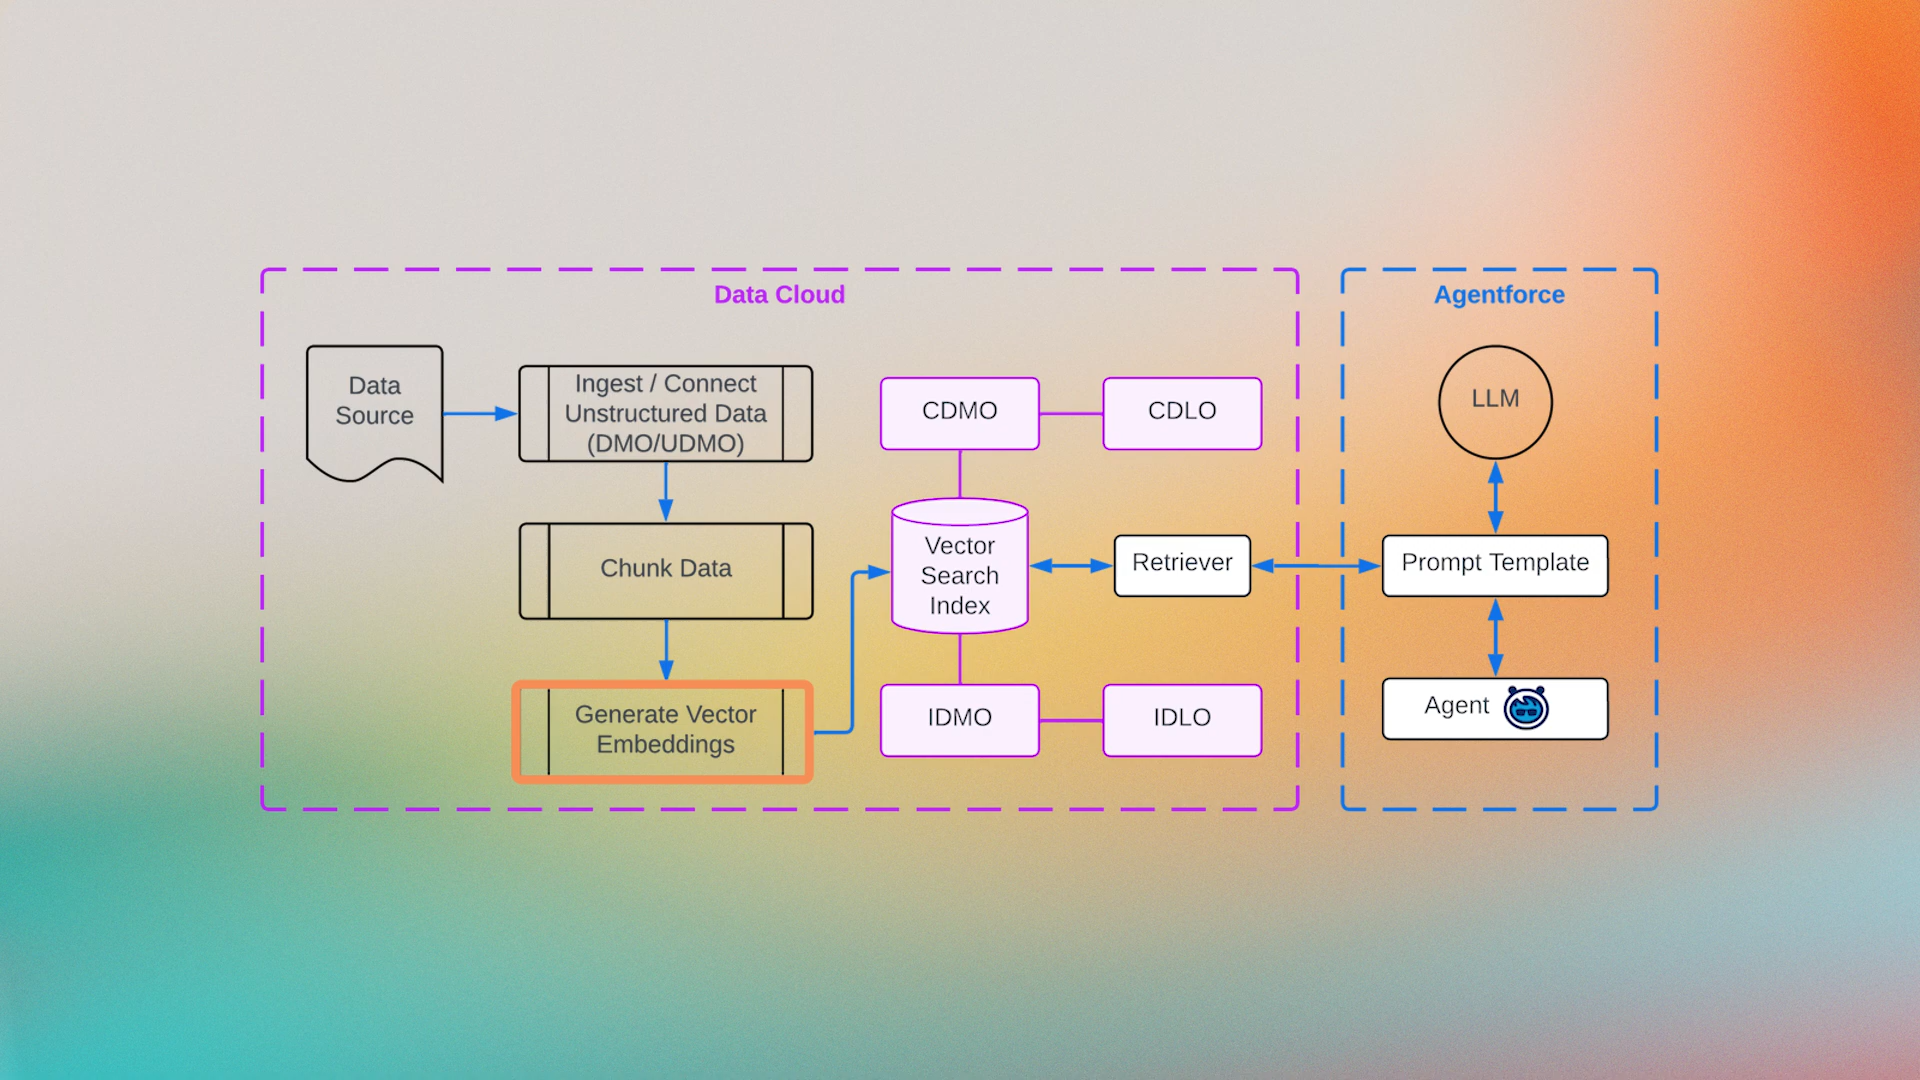 Data Cloud
Agentforce
Data
Source
Ingest / Connect
Unstructured Data
(DMO/UDMO)
CDMO
CDLO
LLM
Chunk Data
Vector
Search
Index
Retriever
Prompt Template
Generate Vector
Embeddings
IDMO
IDLO
Agent